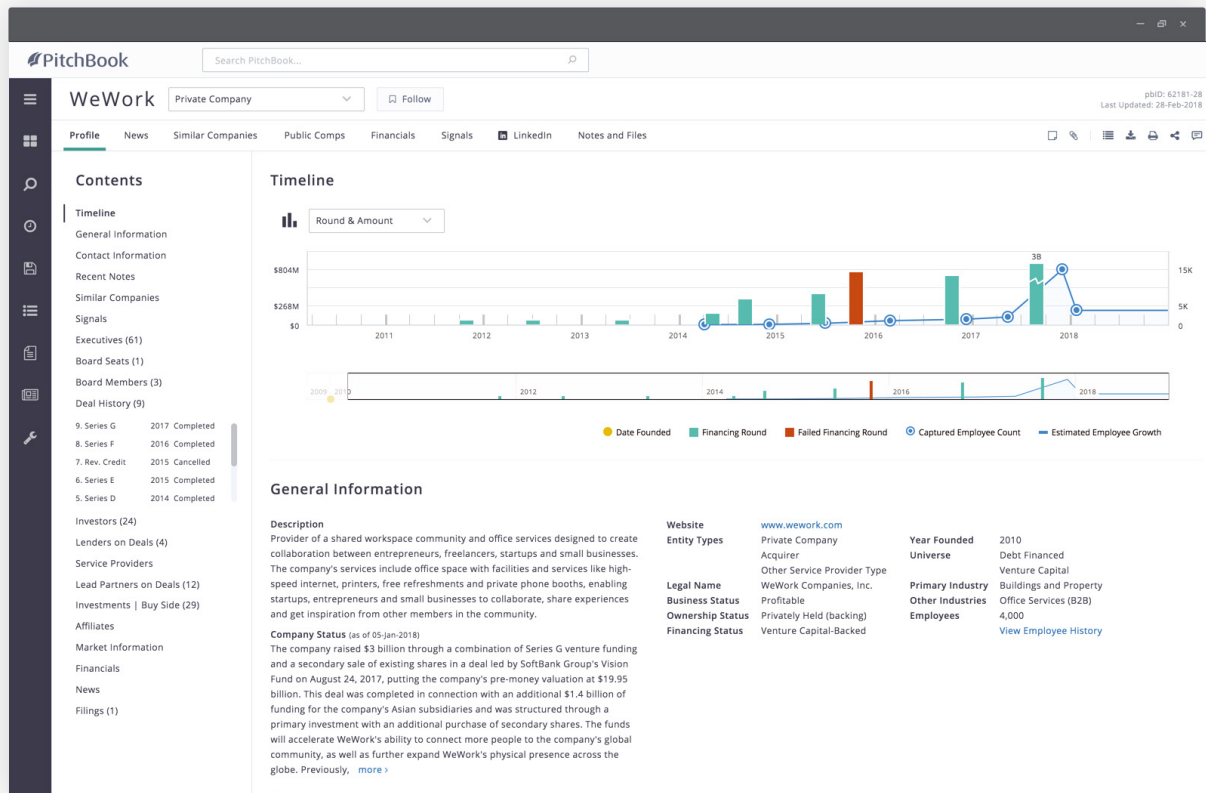 PitchBook
Search PitchBook...
WeWork
Private Company
Follow
pbID: 62181-28
Last Updated: 28-Feb-2018
Profile News Similar Companies Public Comps Financials Signals LinkedIn Notes and Files
Contents
Timeline
General Information
Contact Information
Recent Notes
Similar Companies
Signals
Executives (61)
Board Seats (1)
Board Members (3)
Deal History (9)
9. Series G 2017 Completed
8. Series F 2016 Completed
7. Rev. Credit 2015 Cancelled
6. Series E 2015 Completed
5. Series D 2014 Completed
Investors (24)
Lenders on Deals (4)
Service Providers
Lead Partners on Deals (12)
Investments | Buy Side (29)
Affiliates
Market Information
Financials
News
Filings (1)
Timeline
Round & Amount
3B
$804M
$268M
$0
15K
5K
0
2011 2012 2013 2014 2015 2016 2017 2018
2009 2010 2012 2014 2016 2018
Date Founded Financing Round Failed Financing Round Captured Employee Count Estimated Employee Growth
General Information
Description
Provider of a shared workspace community and office services designed to create
collaboration between entrepreneurs, freelancers, startups and small businesses.
The company's services include office space with facilities and services like high-
speed internet, printers, free refreshments and private phone booths, enabling
startups, entrepreneurs and small businesses to collaborate, share experiences
and get inspiration from other members in the community.
Company Status (as of 05-Jan-2018)
The company raised $3 billion through a combination of Series G venture funding
and a secondary sale of existing shares in a deal led by SoftBank Group's Vision
Fund on August 24, 2017, putting the company's pre-money valuation at $19.95
billion. This deal was completed in connection with an additional $1.4 billion of
funding for the company's Asian subsidiaries and was structured through a
primary investment with an additional purchase of secondary shares. The funds
will accelerate WeWork's ability to connect more people to the company's global
community, as well as further expand WeWork's physical presence across the
globe. Previously, more ›
Website www.wework.com
Entity Types Private Company
Acquirer
Other Service Provider Type
Legal Name WeWork Companies, Inc.
Business Status Profitable
Ownership Status Privately Held (backing)
Financing Status Venture Capital-Backed
Year Founded 2010
Universe Debt Financed
Venture Capital
Primary Industry Buildings and Property
Other Industries Office Services (B2B)
Employees 4,000
View Employee History